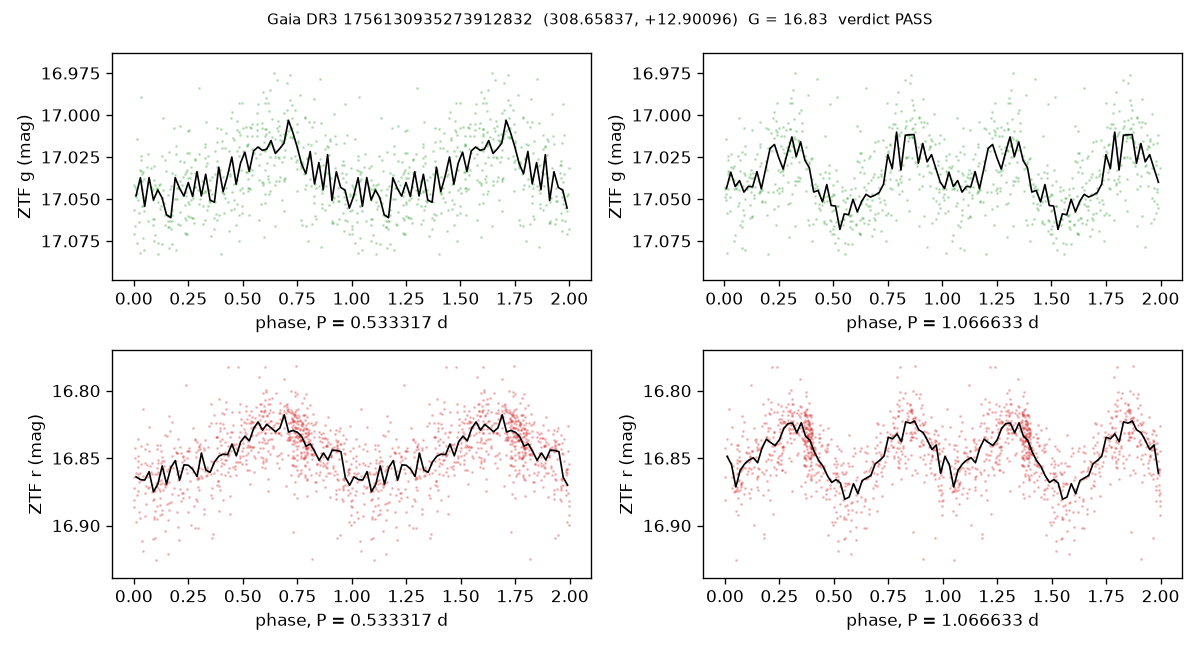 Gaia DR3 1756130935273912832  (308.65837, +12.90096)  G = 16.83  verdict PASS
ZTF g (mag)
16.975
17.000
17.025
17.050
17.075
0.00 0.25 0.50 0.75 1.00 1.25 1.50 1.75 2.00
phase, P = 0.533317 d
ZTF g (mag)
16.975
17.000
17.025
17.050
17.075
0.00 0.25 0.50 0.75 1.00 1.25 1.50 1.75 2.00
phase, P = 1.066633 d
ZTF r (mag)
16.80
16.85
16.90
0.00 0.25 0.50 0.75 1.00 1.25 1.50 1.75 2.00
phase, P = 0.533317 d
ZTF r (mag)
16.80
16.85
16.90
0.00 0.25 0.50 0.75 1.00 1.25 1.50 1.75 2.00
phase, P = 1.066633 d